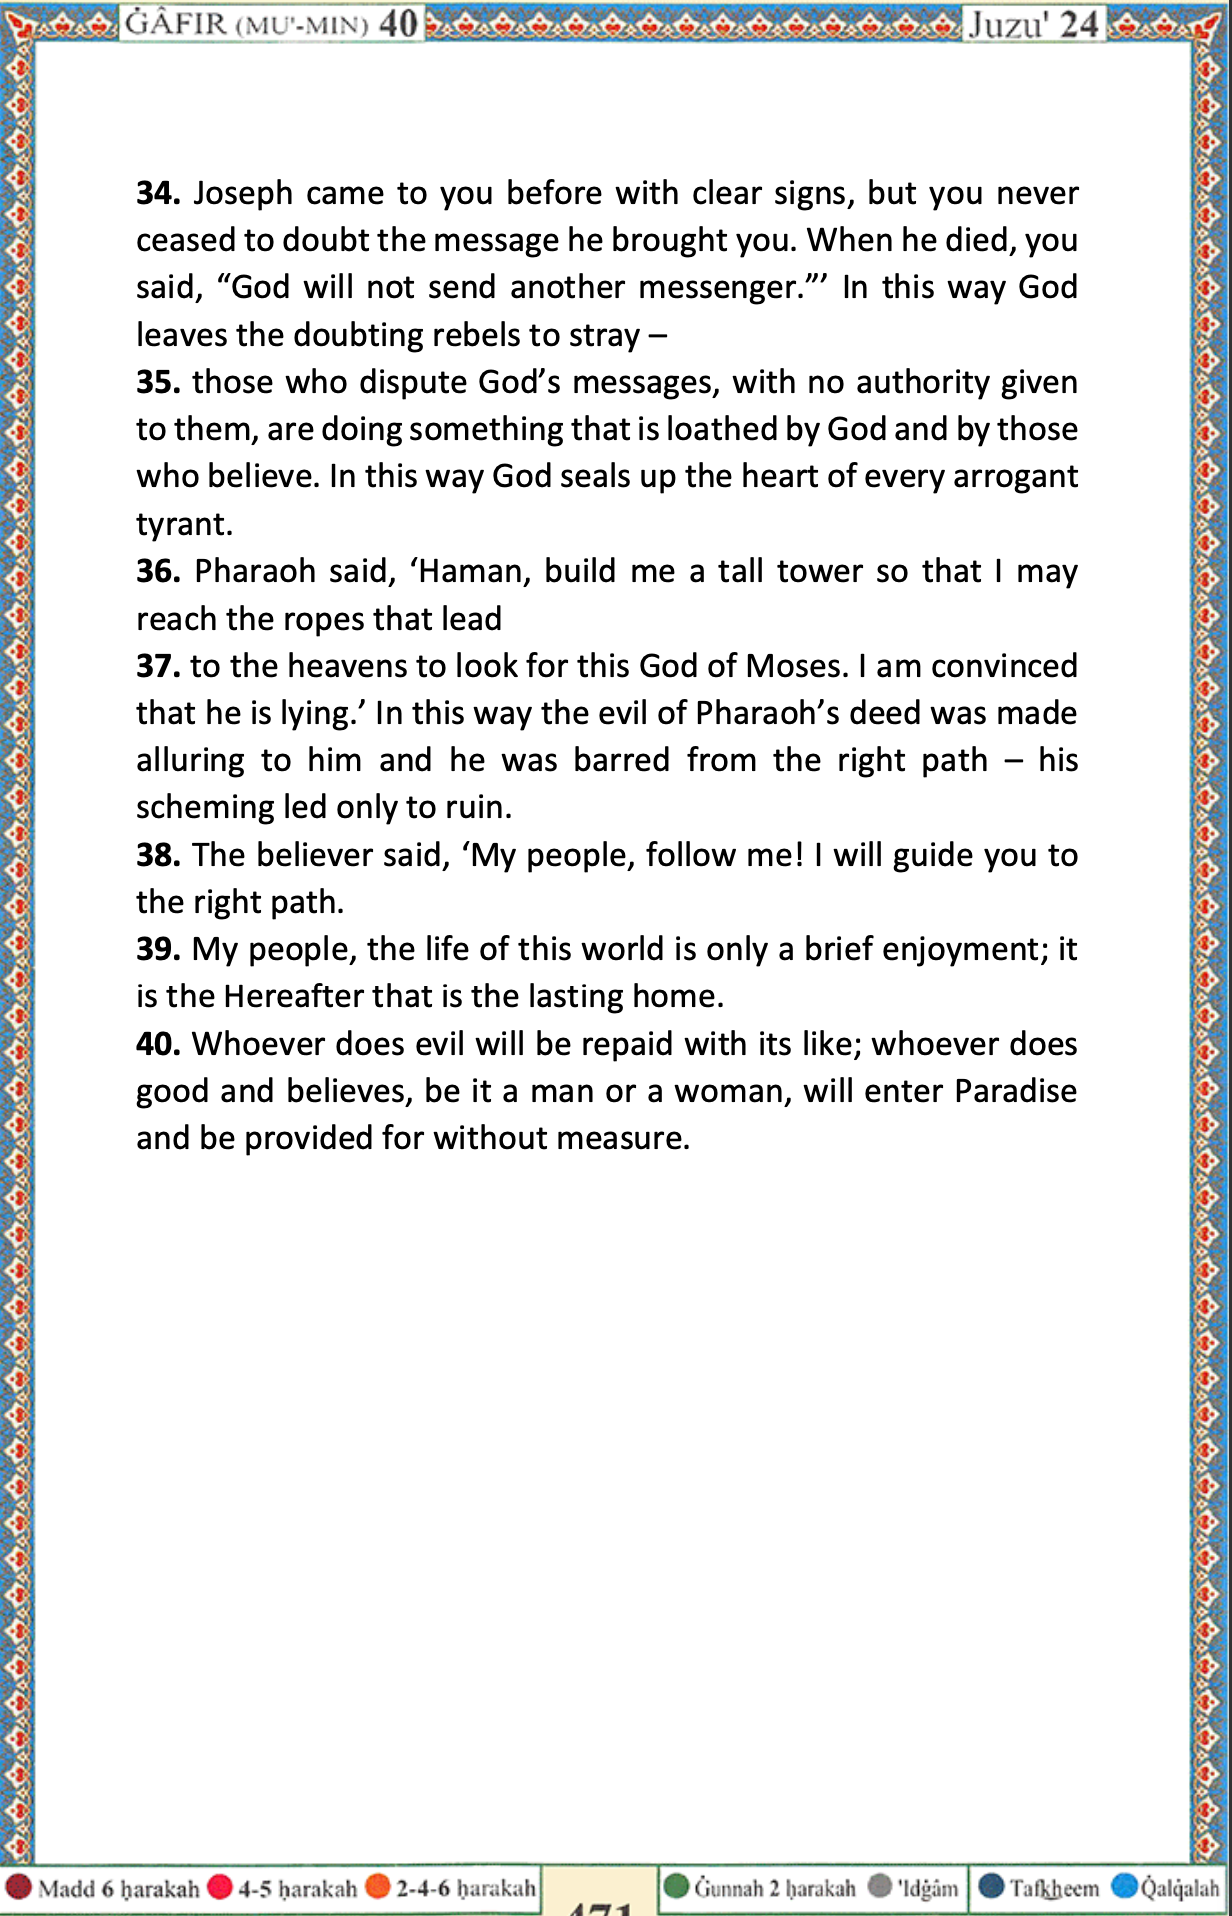 ĠÂFIR (MU'-MIN) 40 Juzu' 24
34. Joseph came to you before with clear signs, but you never
ceased to doubt the message he brought you. When he died, you
said, “God will not send another messenger.”’ In this way God
leaves the doubting rebels to stray –
35. those who dispute God’s messages, with no authority given
to them, are doing something that is loathed by God and by those
who believe. In this way God seals up the heart of every arrogant
tyrant.
36. Pharaoh said, ‘Haman, build me a tall tower so that I may
reach the ropes that lead
37. to the heavens to look for this God of Moses. I am convinced
that he is lying.’ In this way the evil of Pharaoh’s deed was made
alluring to him and he was barred from the right path – his
scheming led only to ruin.
38. The believer said, ‘My people, follow me! I will guide you to
the right path.
39. My people, the life of this world is only a brief enjoyment; it
is the Hereafter that is the lasting home.
40. Whoever does evil will be repaid with its like; whoever does
good and believes, be it a man or a woman, will enter Paradise
and be provided for without measure.
Madd 6 ḥarakah 4-5 ḥarakah 2-4-6 ḥarakah 471 Ġunnah 2 ḥarakah 'Idġâm Tafkheem Q̇alq̇alah